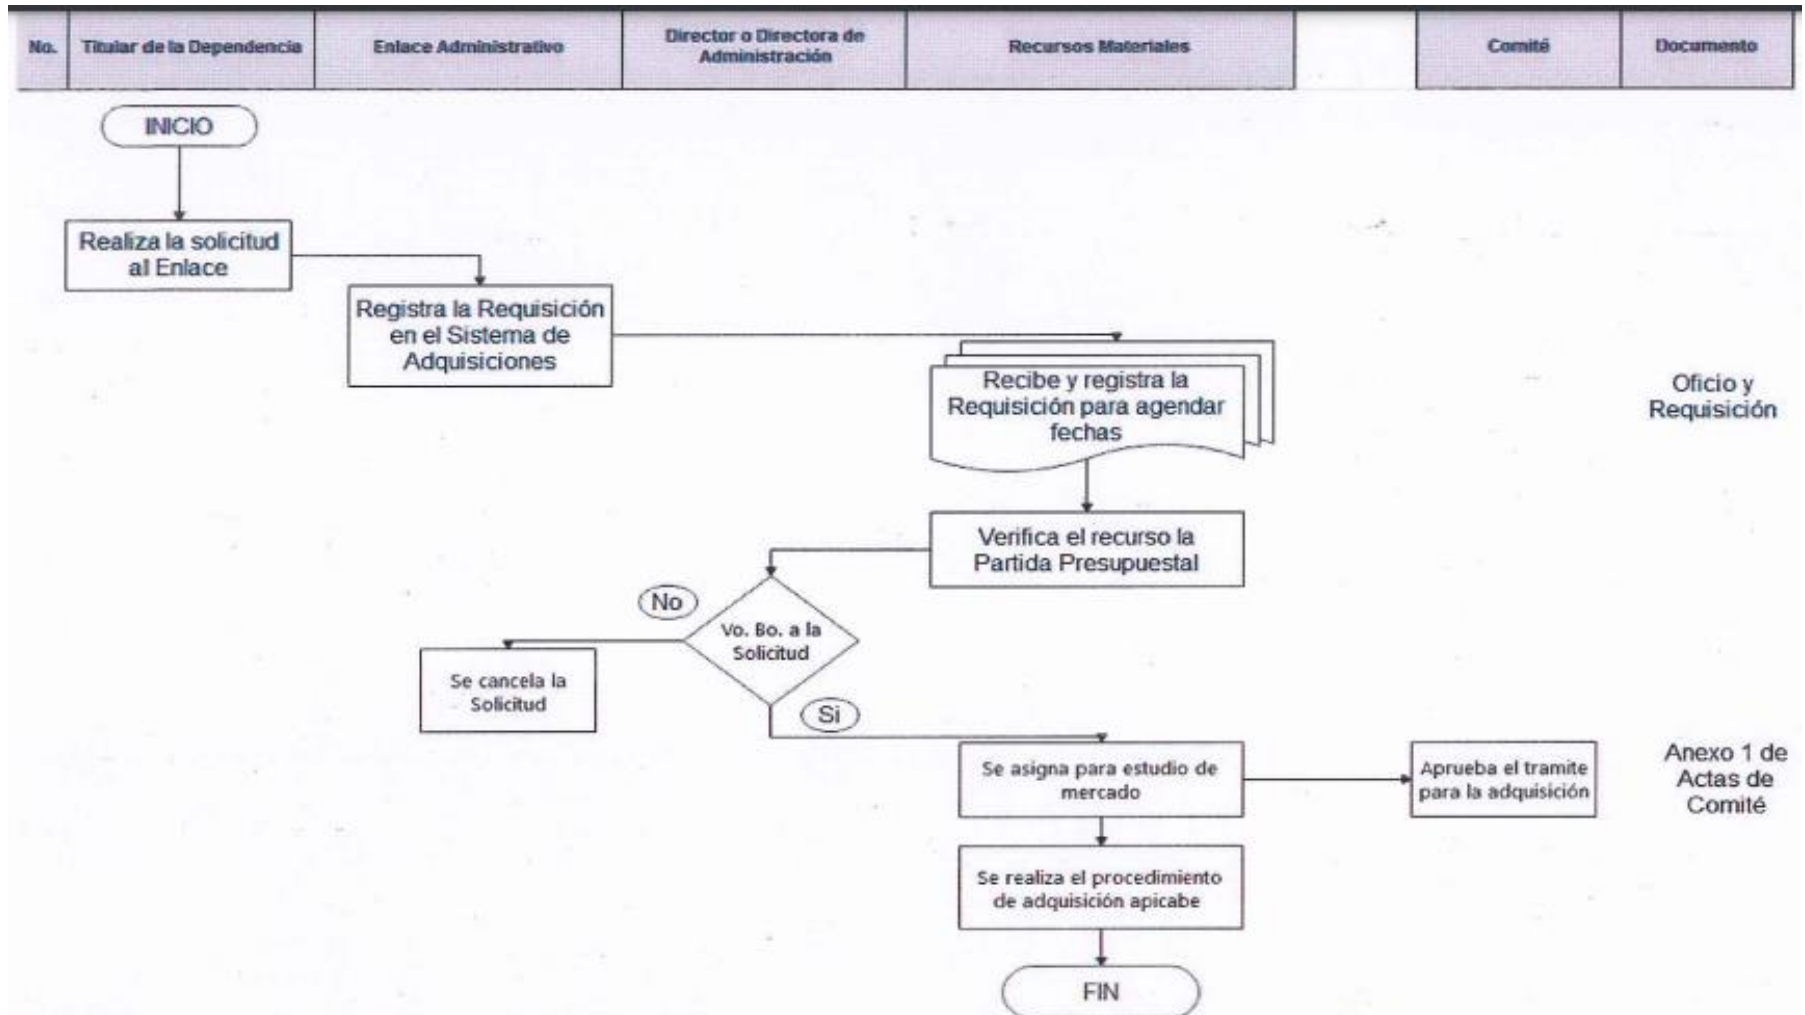 No.
Titular de la Dependencia
Enlace Administrativo
Director o Directora de
Administración
Recursos Materiales
Comité
Documento
INICIO
Realiza la solicitud
al Enlace
Registra la Requisición
en el Sistema de
Adquisiciones
Recibe y registra la
Requisición para agendar
fechas
Oficio y
Requisición
Verifica el recurso la
Partida Presupuestal
No
Vo. Bo. a la
Solicitud
Se cancela la
Solicitud
Si
Se asigna para estudio de
mercado
Aprueba el tramite
para la adquisición
Anexo 1 de
Actas de
Comité
Se realiza el procedimiento
de adquisición apicabe
FIN